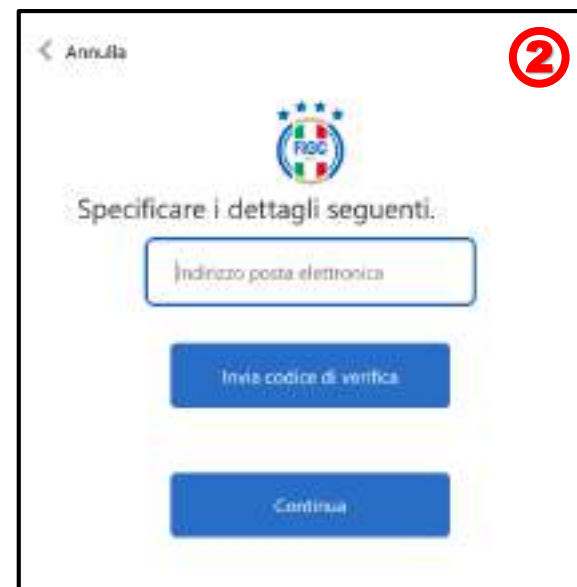 Annulla
2
FIGC
Specificare i dettagli seguenti.
Indirizzo posta elettronica
Invia codice di verifica
Continua